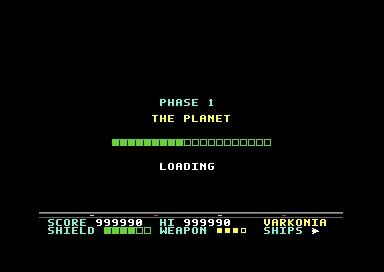 PHASE 1
THE PLANET
LOADING
SCORE 999990 HI 999990 VARKONIA
SHIELD WEAPON SHIPS